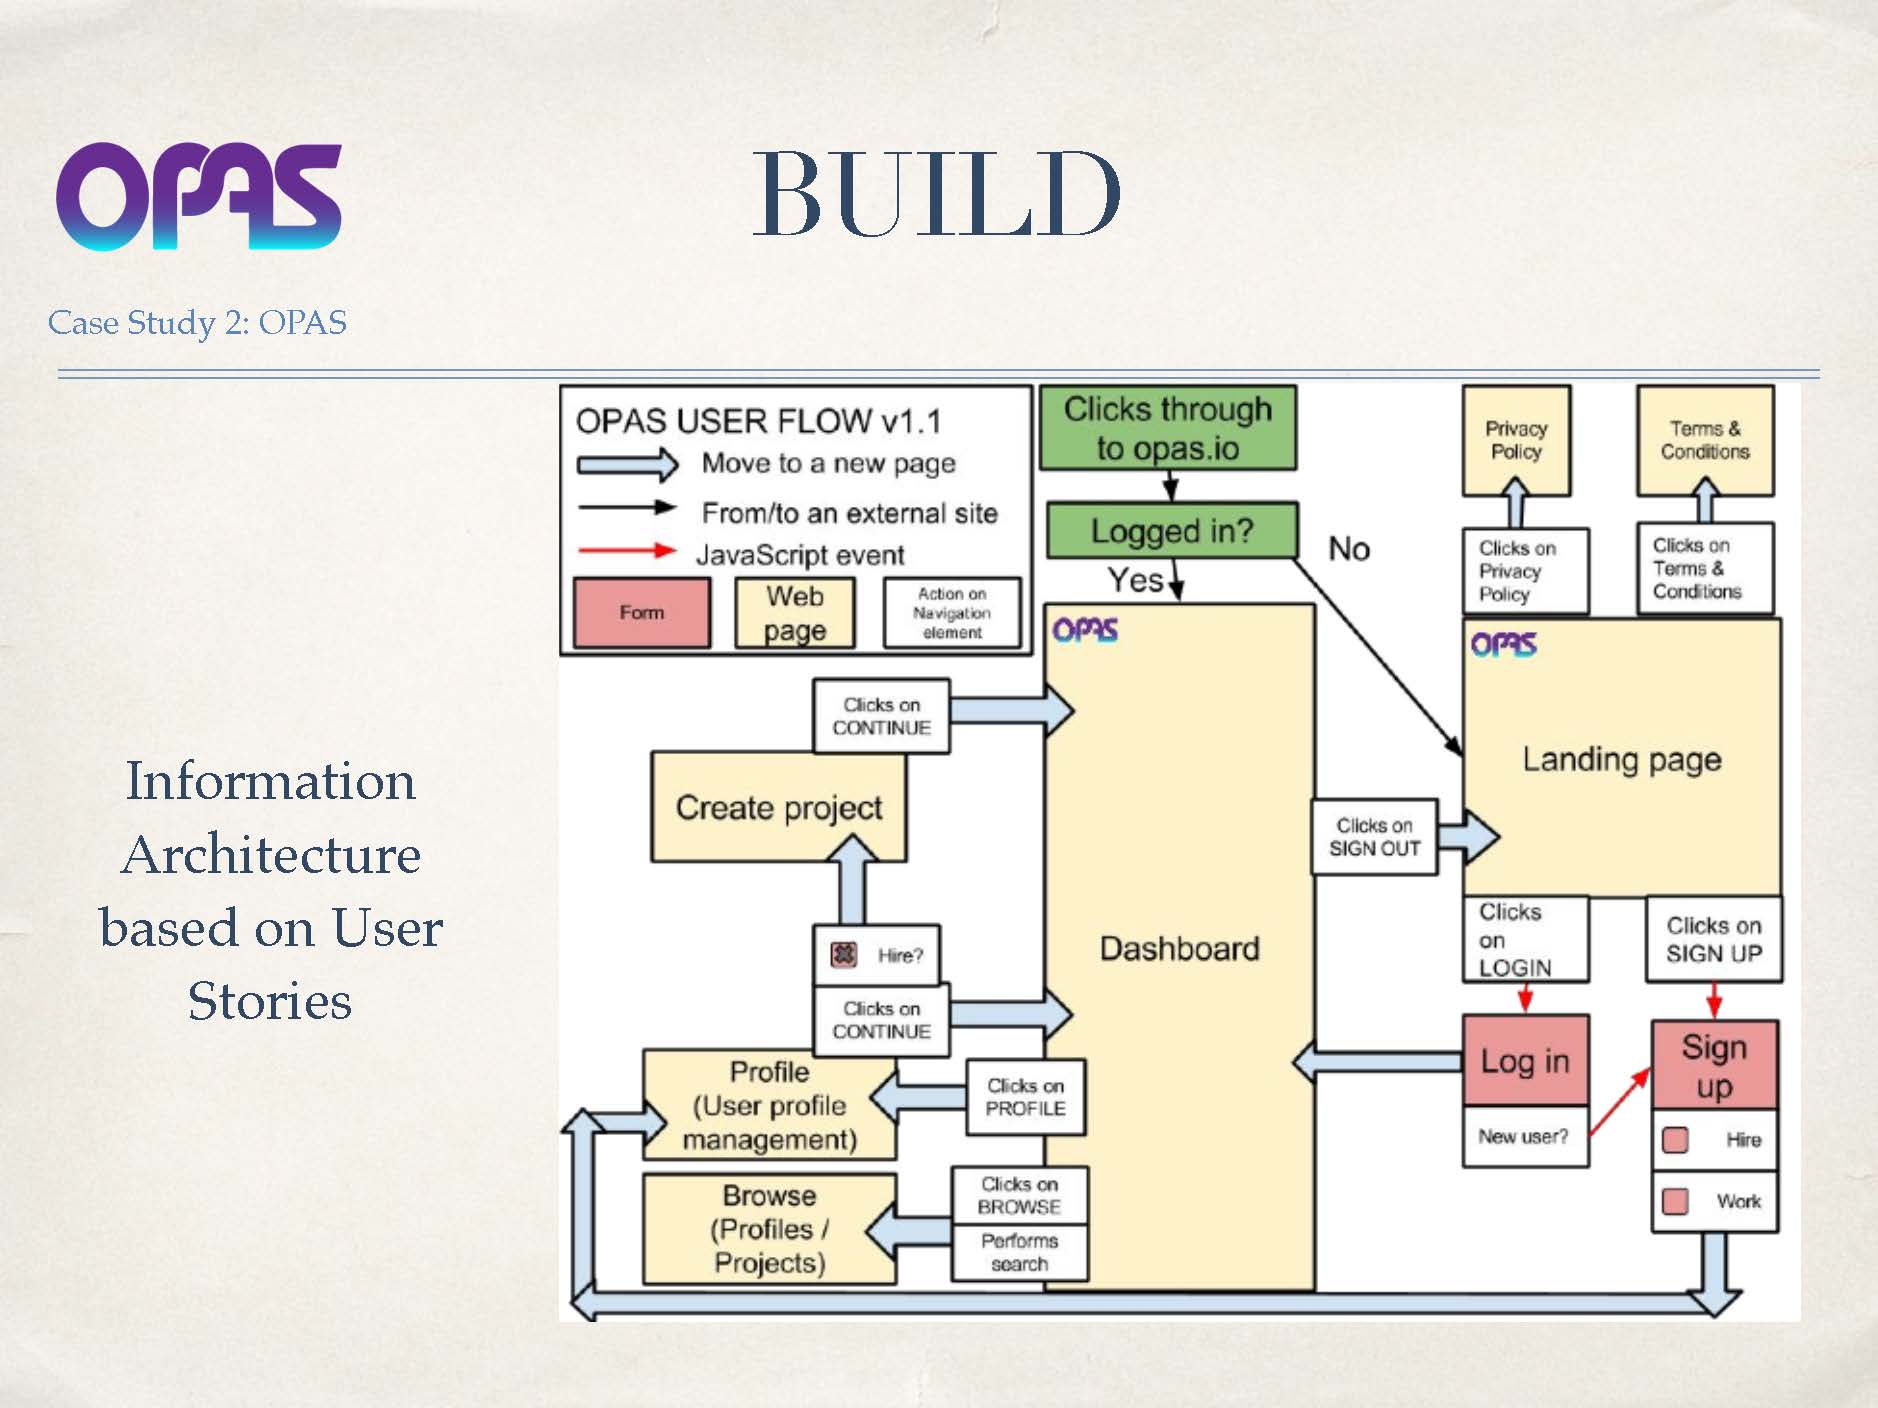 OPAS
BUILD
Case Study 2: OPAS
Information
Architecture
based on User
Stories
OPAS USER FLOW v1.1
Move to a new page
From/to an external site
JavaScript event
Form
Web
page
Action on
Navigation
element
Clicks through
to opas.io
Logged in?
Yes
No
Privacy
Policy
Terms &
Conditions
Clicks on
Privacy
Policy
Clicks on
Terms &
Conditions
OPAS
Dashboard
OPAS
Landing page
Clicks on
CONTINUE
Create project
Clicks on
SIGN OUT
Hire?
Clicks on
CONTINUE
Clicks
on
LOGIN
Clicks on
SIGN UP
Profile
(User profile
management)
Clicks on
PROFILE
Log in
New user?
Sign
up
Hire
Work
Browse
(Profiles /
Projects)
Clicks on
BROWSE
Performs
search